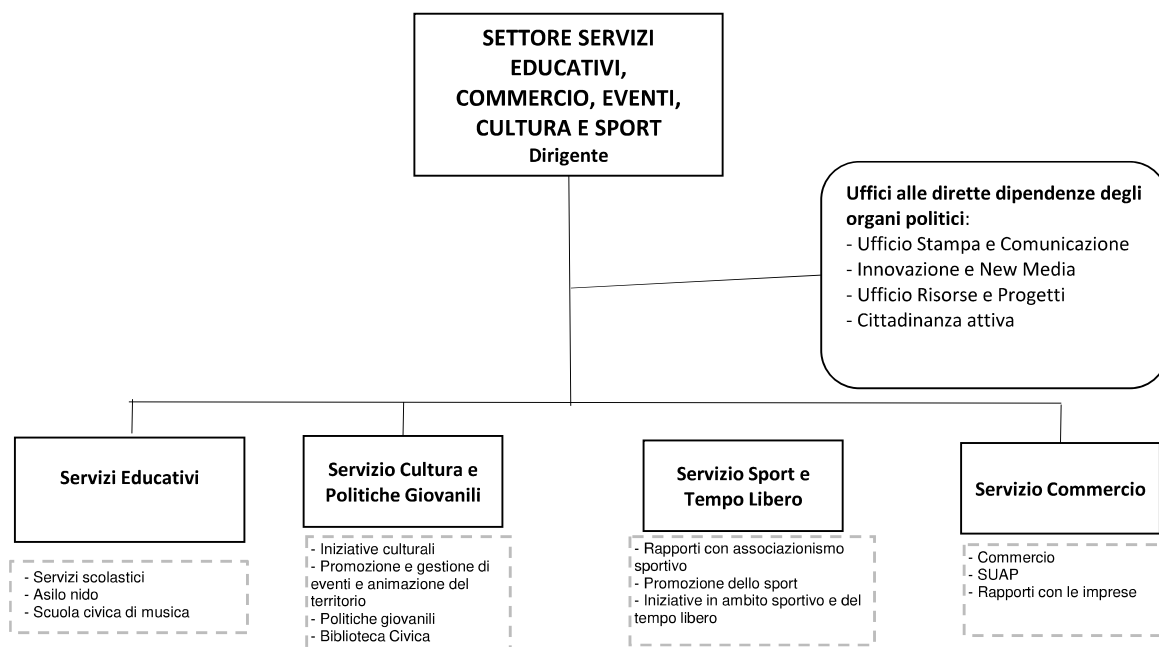 SETTORE SERVIZI
EDUCATIVI,
COMMERCIO, EVENTI,
CULTURA E SPORT
Dirigente
Uffici alle dirette dipendenze degli
organi politici:
- Ufficio Stampa e Comunicazione
- Innovazione e New Media
- Ufficio Risorse e Progetti
- Cittadinanza attiva
Servizi Educativi
- Servizi scolastici
- Asilo nido
- Scuola civica di musica
Servizio Cultura e
Politiche Giovanili
- Iniziative culturali
- Promozione e gestione di
eventi e animazione del
territorio
- Politiche giovanili
- Biblioteca Civica
Servizio Sport e
Tempo Libero
- Rapporti con associazionismo
sportivo
- Promozione dello sport
- Iniziative in ambito sportivo e del
tempo libero
Servizio Commercio
- Commercio
- SUAP
- Rapporti con le imprese